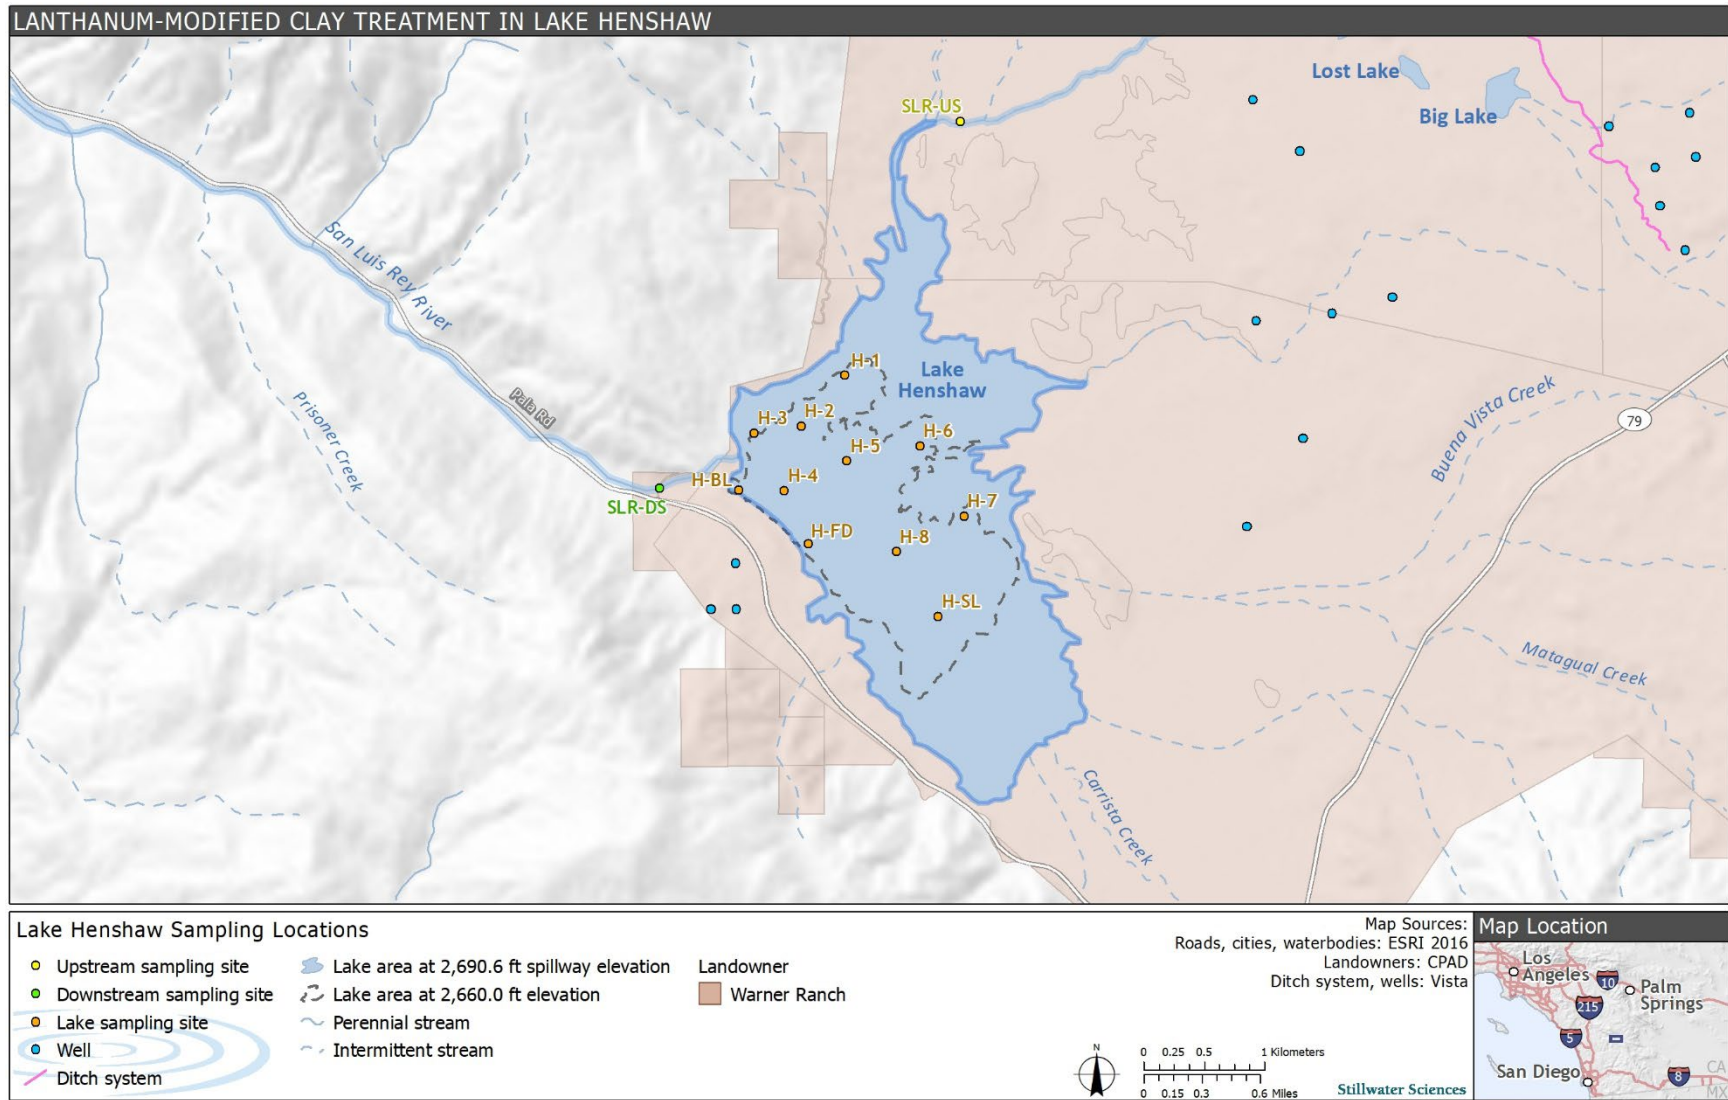 LANTHANUM-MODIFIED CLAY TREATMENT IN LAKE HENSHAW
Lost Lake
Big Lake
SLR-US
San Luis Rey River
Pala Rd
Prisoner Creek
Lake
Henshaw
H-1
H-2
H-3
H-5
H-6
H-BL
H-4
H-7
SLR-DS
H-FD
H-8
H-SL
Buena Vista Creek
79
Matagual Creek
Carrista Creek
Lake Henshaw Sampling Locations
Upstream sampling site
Downstream sampling site
Lake sampling site
Well
Ditch system
Lake area at 2,690.6 ft spillway elevation
Lake area at 2,660.0 ft elevation
Perennial stream
Intermittent stream
Landowner
Warner Ranch
Map Sources:
Roads, cities, waterbodies: ESRI 2016
Landowners: CPAD
Ditch system, wells: Vista
N
0 0.25 0.5 1 Kilometers
0 0.15 0.3 0.6 Miles
Stillwater Sciences
Map Location
Los
Angeles
10
Palm
Springs
215
5
San Diego
8
CA
MX